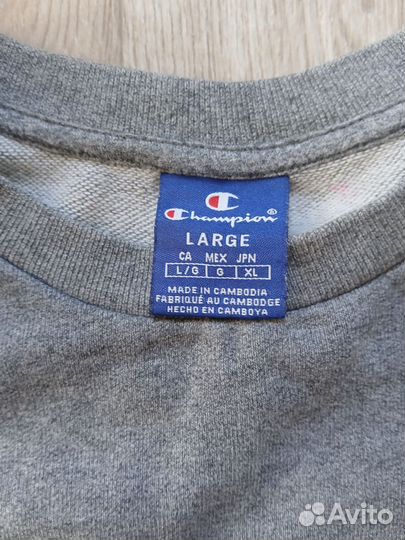 Champion
LARGE
CA MEX JPN
L/G G XL
MADE IN CAMBODIA
FABRIQUÉ AU CAMBODGE
HECHO EN CAMBOYA
Avito